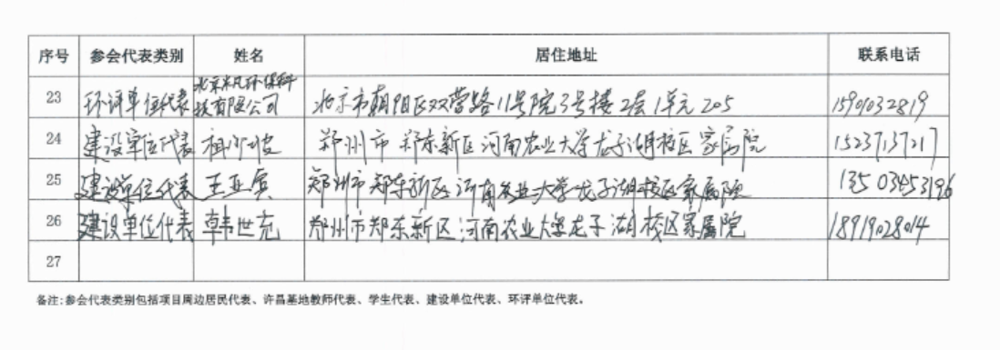 序号 参会代表类别 姓名 居住地址 联系电话
23 环评单位代表 北京 环保科技有限公司 北京市朝阳区双营路11号院3号楼2层1单元205 15901032819
24 建设单位代表 郑州市郑东新区河南农业大学龙子湖校区家属院 15237137217
25 建设单位代表 王亚宾 郑州市郑东新区河南农业大学龙子湖校区家属院 13503453196
26 建设单位代表 韩世充 郑州市郑东新区河南农业大学龙子湖校区家属院 18919028014
27
备注:参会代表类别包括项目周边居民代表、许昌基地教师代表、学生代表、建设单位代表、环评单位代表。